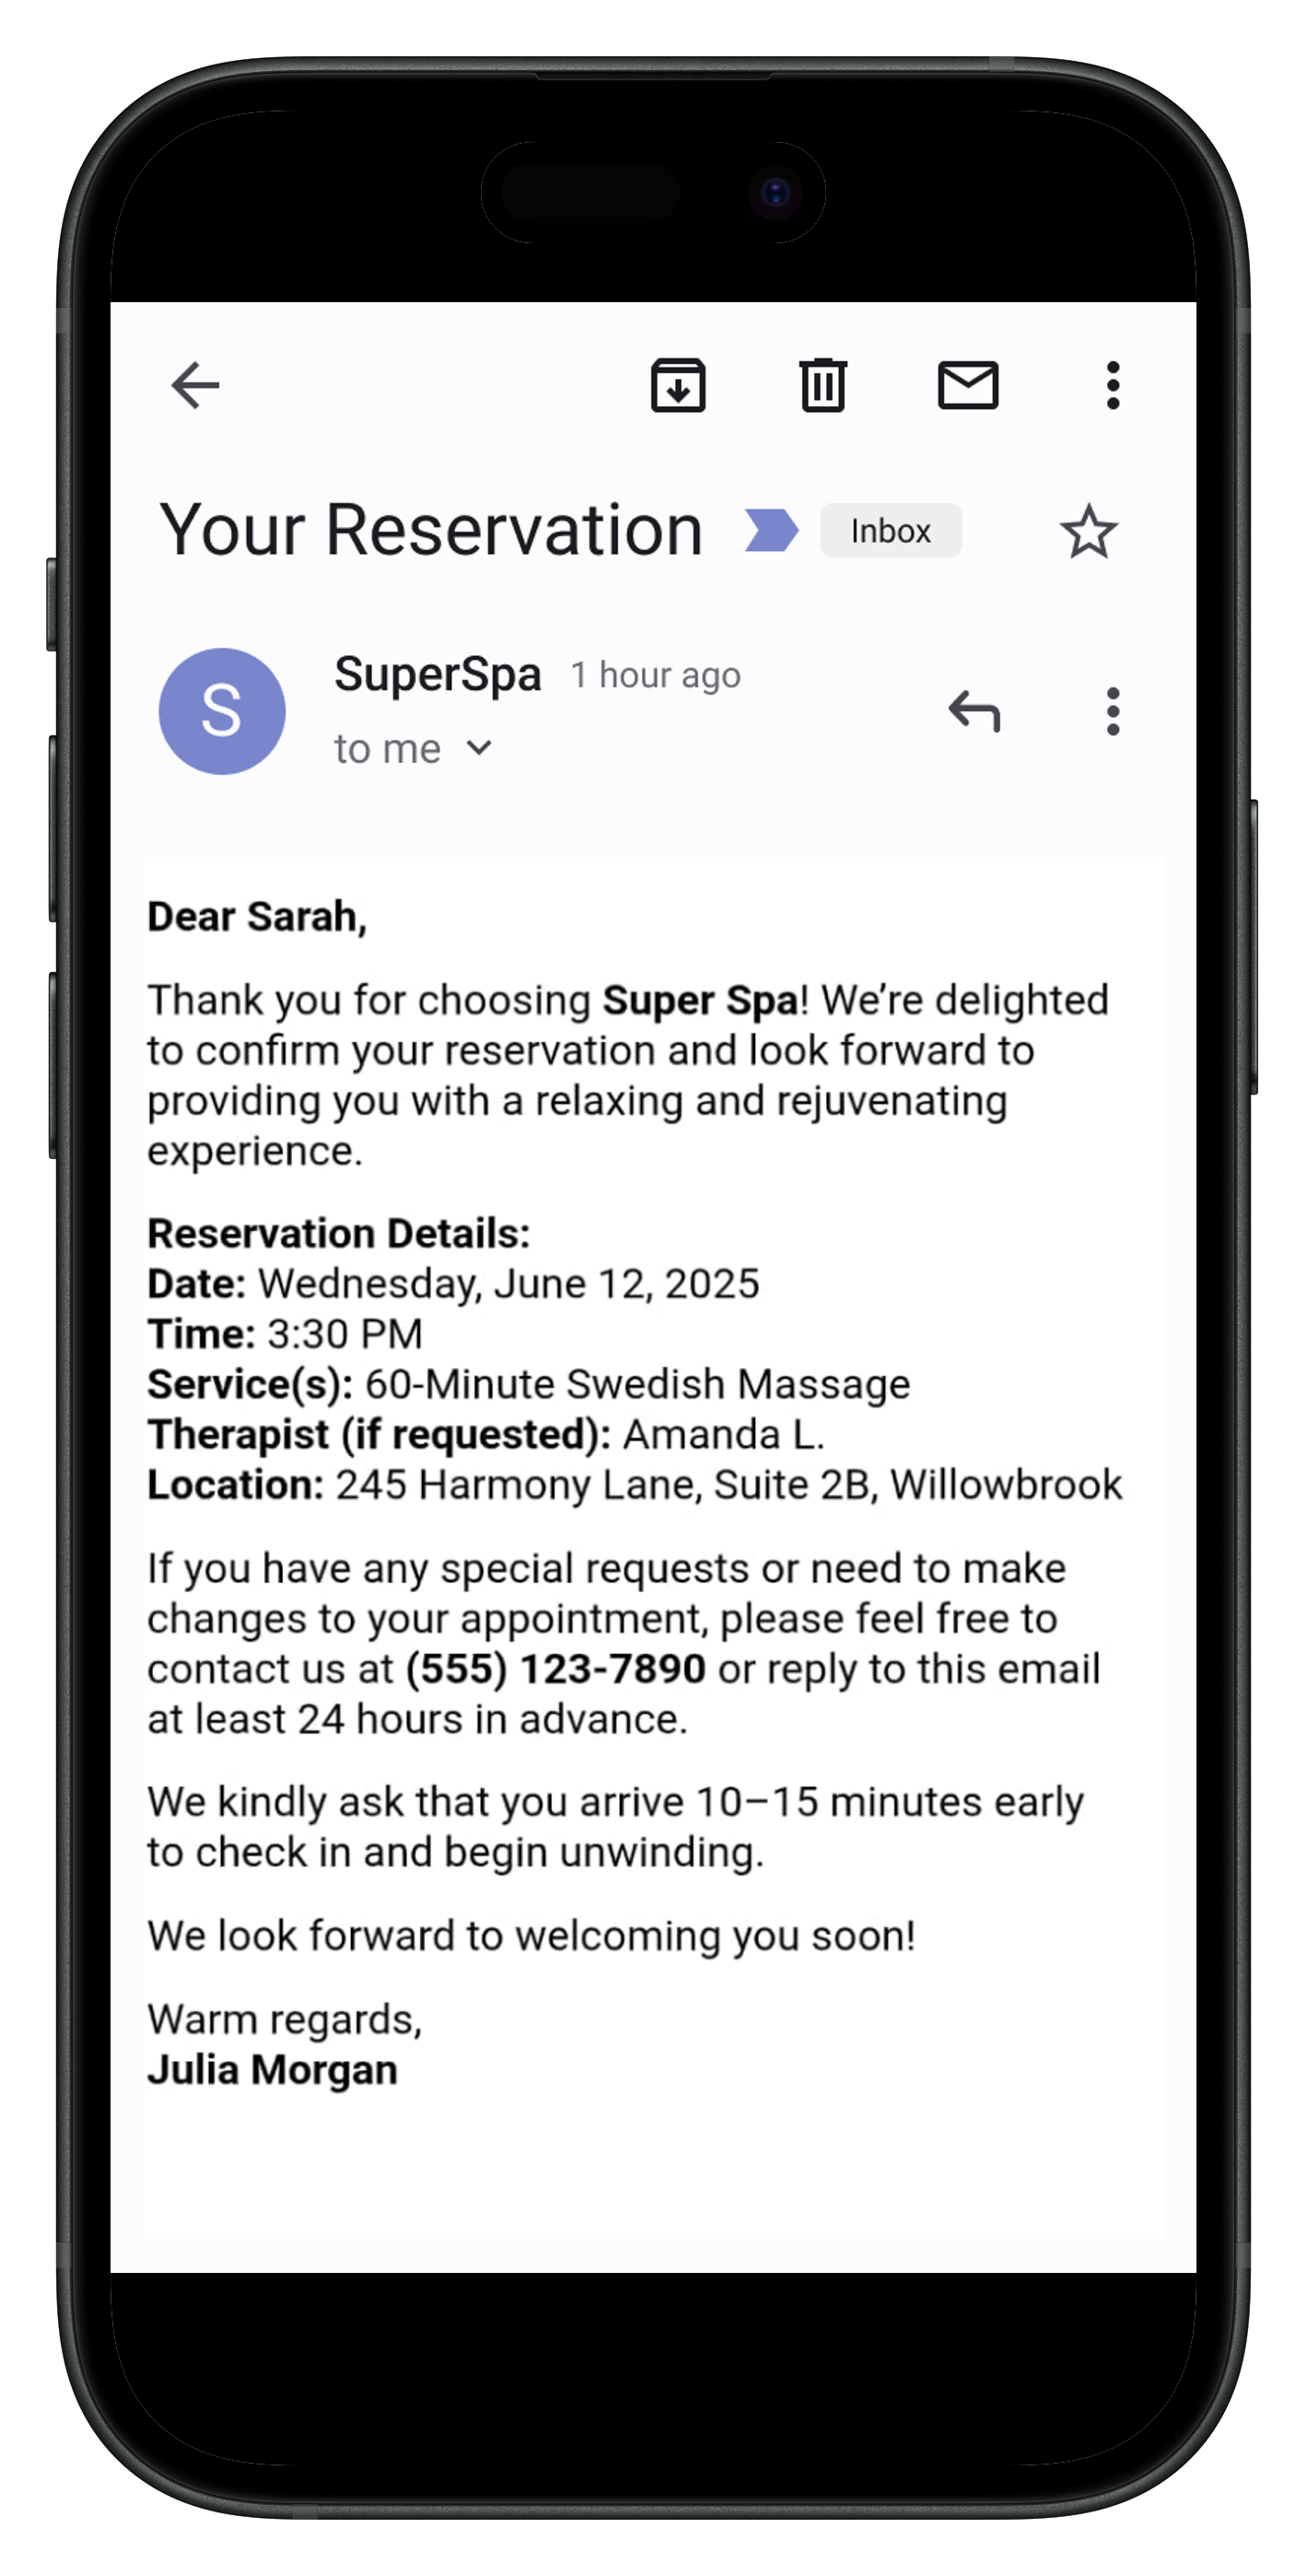 Your Reservation Inbox
S
SuperSpa 1 hour ago
to me
Dear Sarah,
Thank you for choosing Super Spa! We’re delighted
to confirm your reservation and look forward to
providing you with a relaxing and rejuvenating
experience.
Reservation Details:
Date: Wednesday, June 12, 2025
Time: 3:30 PM
Service(s): 60-Minute Swedish Massage
Therapist (if requested): Amanda L.
Location: 245 Harmony Lane, Suite 2B, Willowbrook
If you have any special requests or need to make
changes to your appointment, please feel free to
contact us at (555) 123-7890 or reply to this email
at least 24 hours in advance.
We kindly ask that you arrive 10–15 minutes early
to check in and begin unwinding.
We look forward to welcoming you soon!
Warm regards,
Julia Morgan